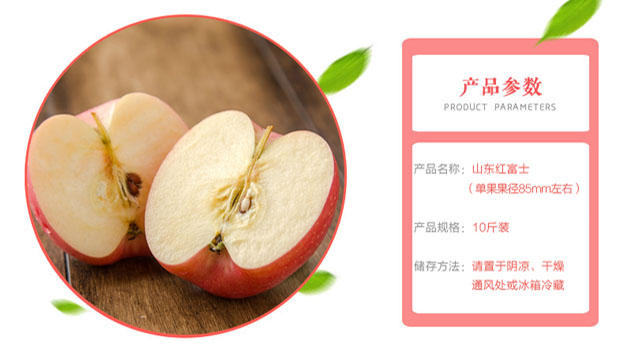 产品参数
PRODUCT PARAMETERS
产品名称：山东红富士
（单果果径85mm左右）
产品规格：10斤装
储存方法：请置于阴凉、干燥
通风处或冰箱冷藏